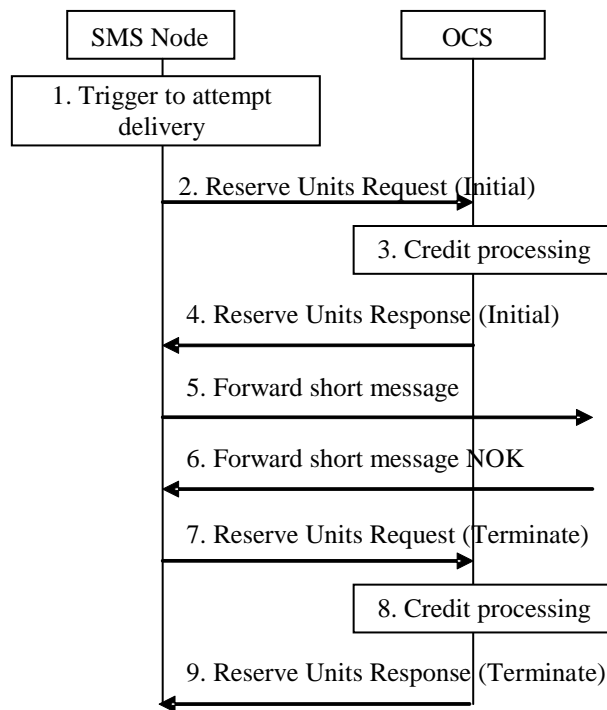 SMS Node
OCS
1. Trigger to attempt
delivery
2. Reserve Units Request (Initial)
3. Credit processing
4. Reserve Units Response (Initial)
5. Forward short message
6. Forward short message NOK
7. Reserve Units Request (Terminate)
8. Credit processing
9. Reserve Units Response (Terminate)